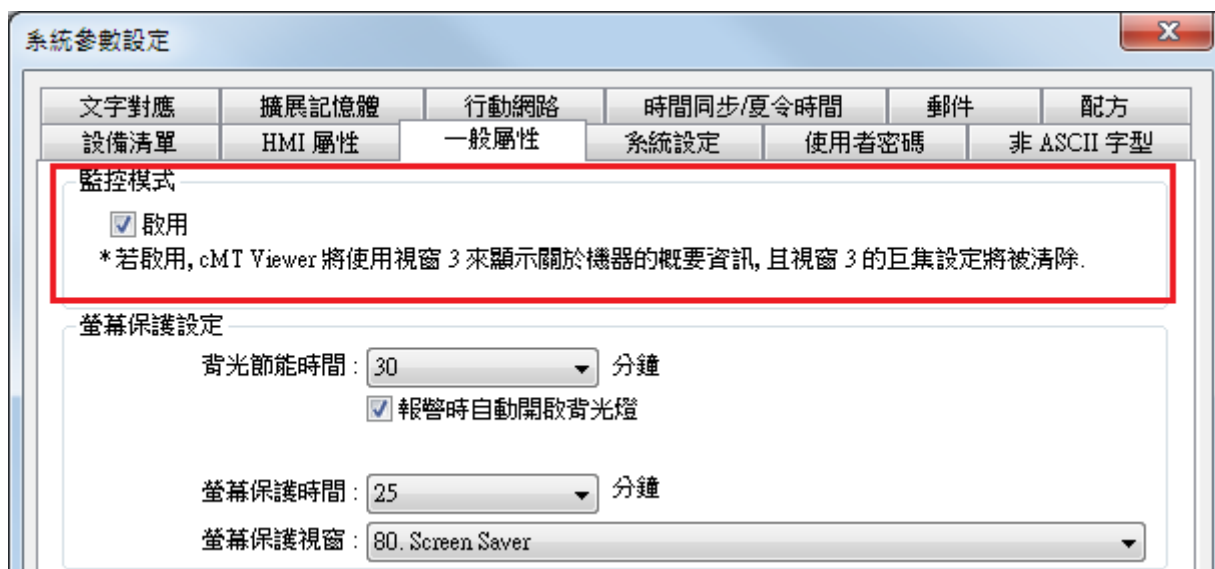 系統參數設定
文字對應 擴展記憶體 行動網路 時間同步/夏令時間 郵件 配方
設備清單 HMI 屬性 一般屬性 系統設定 使用者密碼 非 ASCII 字型
監控模式
啟用
*若啟用, cMT Viewer 將使用視窗 3 來顯示關於機器的概要資訊, 且視窗 3 的巨集設定將被清除.
螢幕保護設定
背光節能時間 : 30 分鐘
報警時自動開啟背光燈
螢幕保護時間 : 25 分鐘
螢幕保護視窗 : 80. Screen Saver